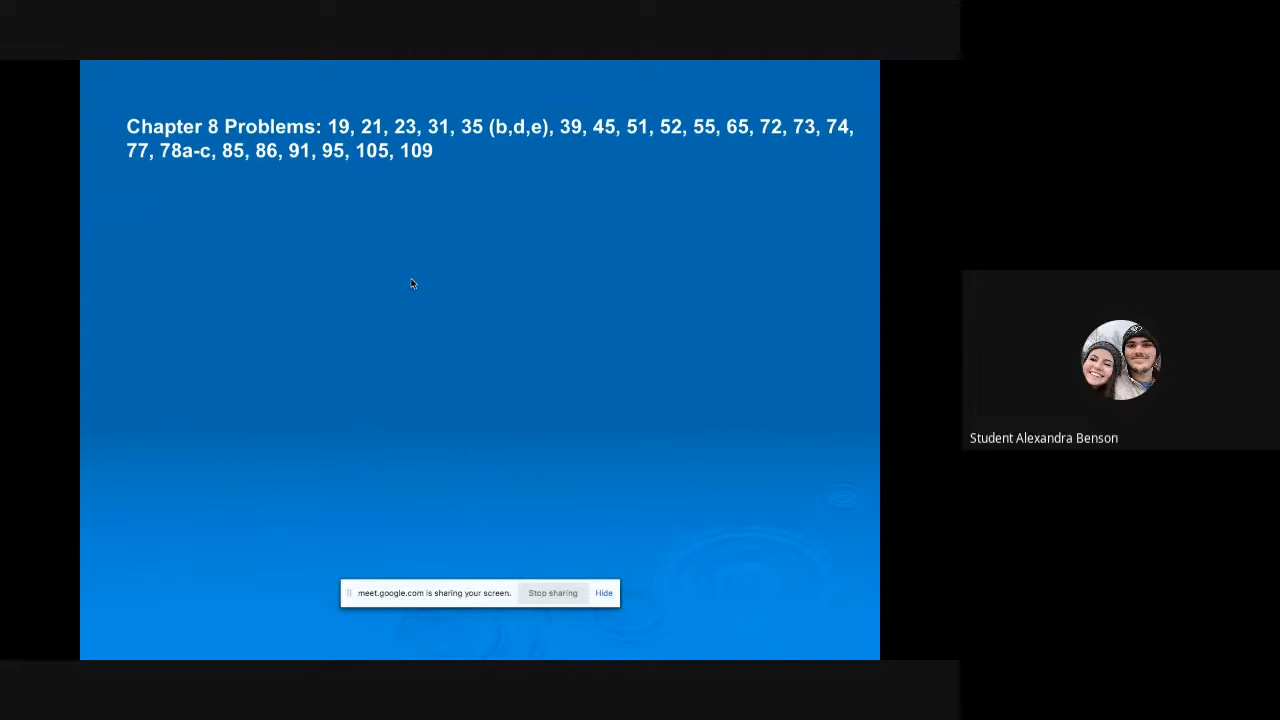 Chapter 8 Problems: 19, 21, 23, 31, 35 (b,d,e), 39, 45, 51, 52, 55, 65, 72, 73, 74,
77, 78a-c, 85, 86, 91, 95, 105, 109
Student Alexandra Benson
meet.google.com is sharing your screen. Stop sharing Hide